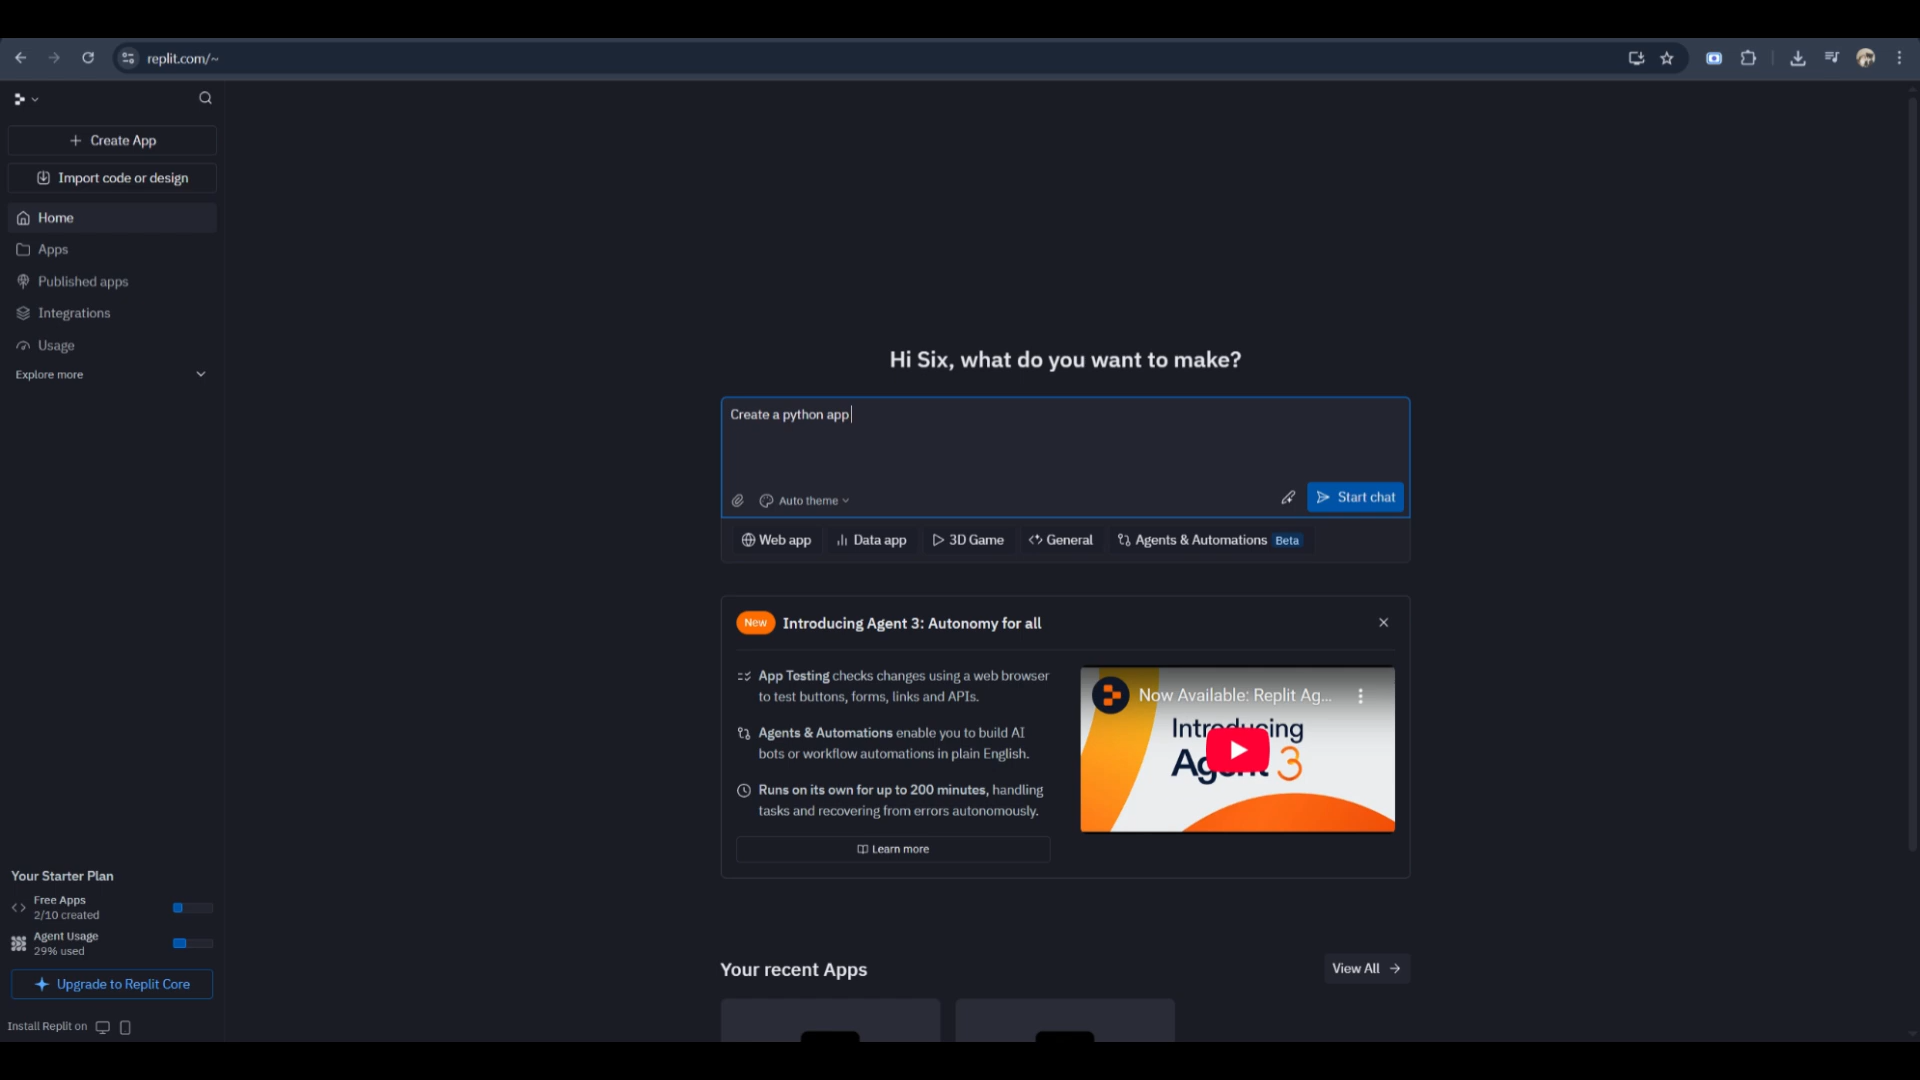 replit.com/~
Create App
Import code or design
Home
Apps
Published apps
Integrations
Usage
Explore more
Hi Six, what do you want to make?
Create a python app
Auto theme
Start chat
Web app
Data app
3D Game
General
Agents & Automations Beta
New Introducing Agent 3: Autonomy for all
App Testing checks changes using a web browser
to test buttons, forms, links and APIs.
Agents & Automations enable you to build AI
bots or workflow automations in plain English.
Runs on its own for up to 200 minutes, handling
tasks and recovering from errors autonomously.
Learn more
Now Available: Replit Ag...
Introducing
Agent 3
Your Starter Plan
Free Apps
2/10 created
Agent Usage
29% used
Upgrade to Replit Core
Install Replit on
Your recent Apps
View All